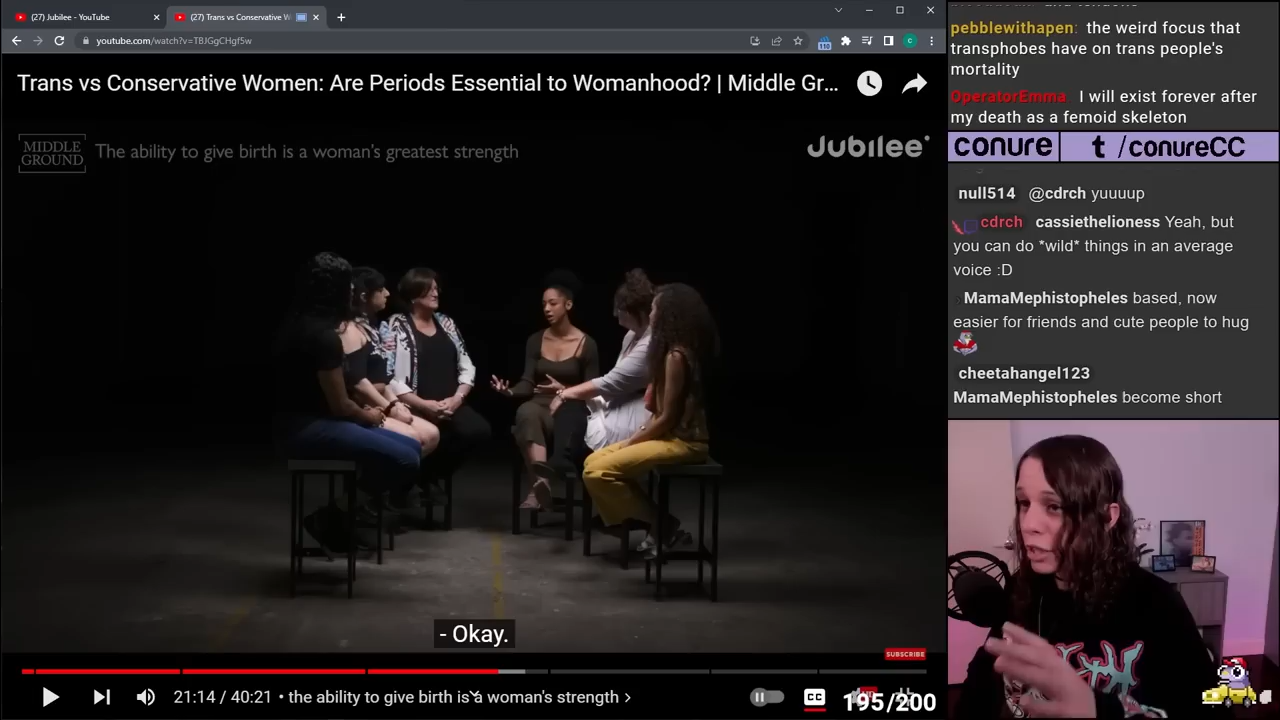 (27) Jubilee - YouTube
(27) Trans vs Conservative W
youtube.com/watch?v=TBJGgCHgf5w
Trans vs Conservative Women: Are Periods Essential to Womanhood? | Middle Gr...
MIDDLE
GROUND
The ability to give birth is a woman's greatest strength
Jubilee
- Okay.
SUBSCRIBE
21:14 / 40:21 • the ability to give birth is a woman's strength
CC
195/200
pebblewithapen: the weird focus that
transphobes have on trans people's
mortality
OperatorEmma: I will exist forever after
my death as a femoid skeleton
conure
t /conureCC
null514 @cdrch yuuuup
cdrch cassiethelioness Yeah, but
you can do *wild* things in an average
voice :D
MamaMephistopheles based, now
easier for friends and cute people to hug
cheetahangel123
MamaMephistopheles become short